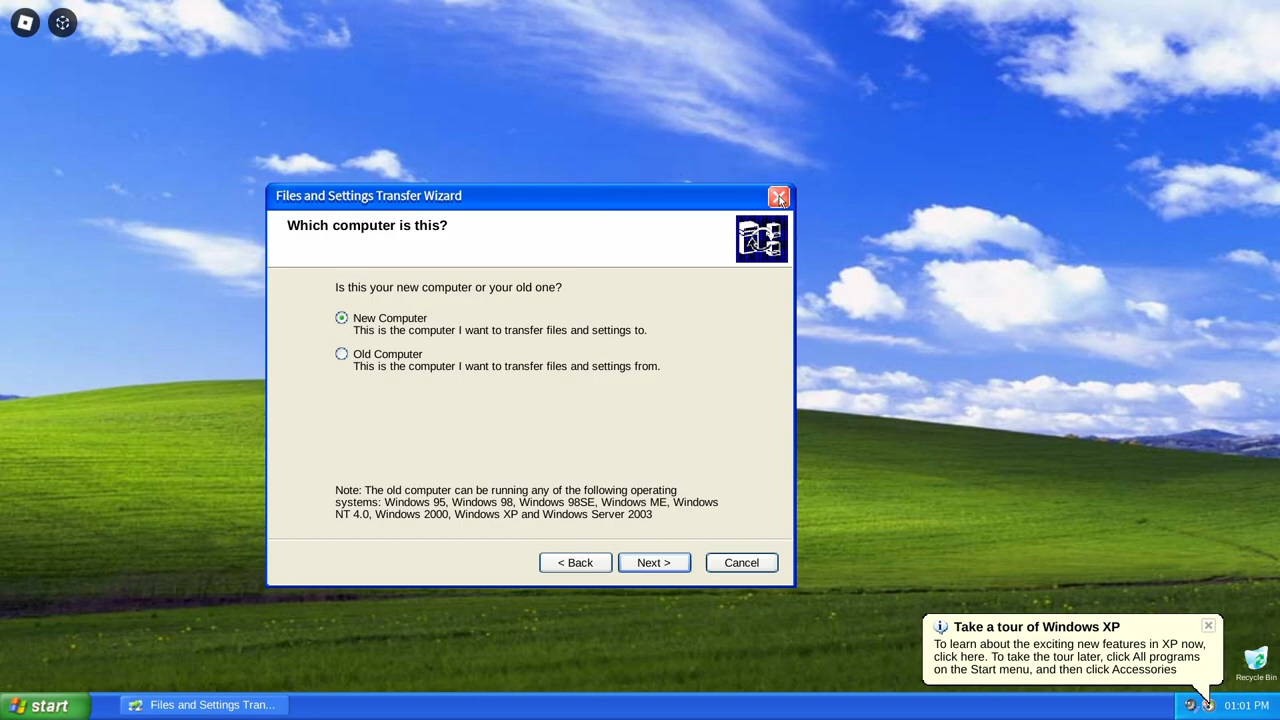 Files and Settings Transfer Wizard
Which computer is this?
Is this your new computer or your old one?
New Computer
This is the computer I want to transfer files and settings to.
Old Computer
This is the computer I want to transfer files and settings from.
Note: The old computer can be running any of the following operating
systems: Windows 95, Windows 98, Windows 98SE, Windows ME, Windows
NT 4.0, Windows 2000, Windows XP and Windows Server 2003
< Back
Next >
Cancel
Take a tour of Windows XP
To learn about the exciting new features in XP now,
click here. To take the tour later, click All programs
on the Start menu, and then click Accessories
Recycle Bin
start
Files and Settings Tran...
01:01 PM